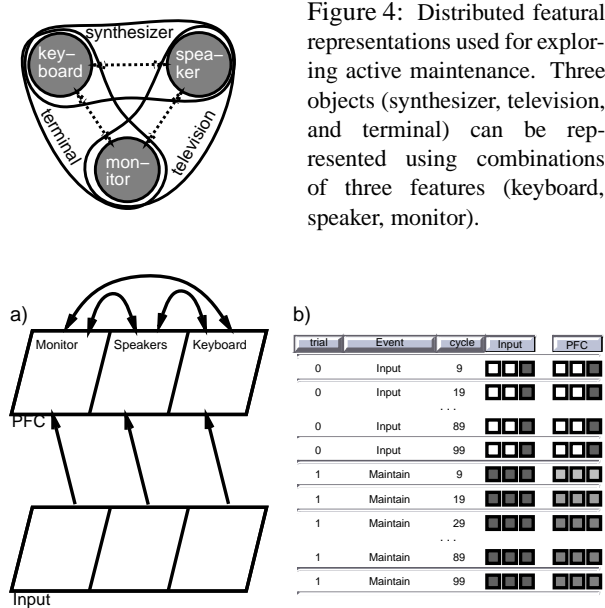 synthesizer
key–
board
spea–
ker
terminal
television
mon–
itor
Figure 4: Distributed featural
representations used for explor-
ing active maintenance. Three
objects (synthesizer, television,
and terminal) can be rep-
resented using combinations
of three features (keyboard,
speaker, monitor).
a)
Monitor Speakers Keyboard
PFC
Input
b)
trial Event cycle Input PFC
0 Input 9
0 Input 19
. . .
0 Input 89
0 Input 99
1 Maintain 9
1 Maintain 19
1 Maintain 29
. . .
1 Maintain 89
1 Maintain 99